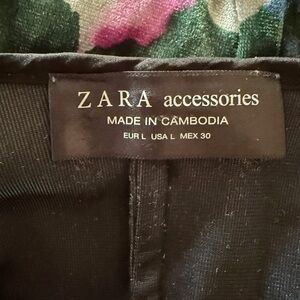 ZARA accessories
MADE IN CAMBODIA
EUR L USA L MEX 30